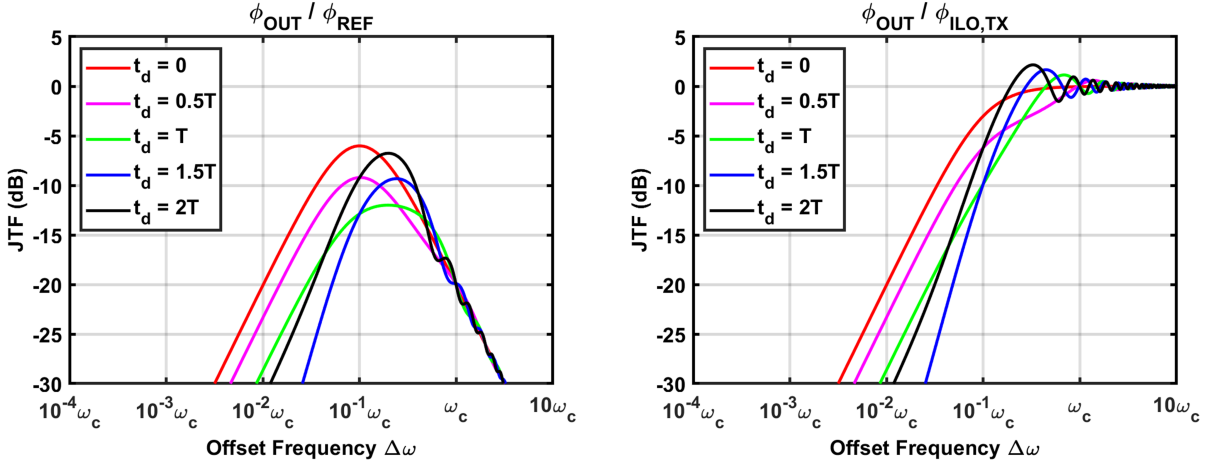 ϕOUT / ϕREF
5
0
-5
-10
-15
-20
-25
-30
JTF (dB)
td = 0
td = 0.5T
td = T
td = 1.5T
td = 2T
10-4ωc
10-3ωc
10-2ωc
10-1ωc
ωc
10ωc
Offset Frequency Δω
ϕOUT / ϕILO,TX
5
0
-5
-10
-15
-20
-25
-30
JTF (dB)
td = 0
td = 0.5T
td = T
td = 1.5T
td = 2T
10-4ωc
10-3ωc
10-2ωc
10-1ωc
ωc
10ωc
Offset Frequency Δω